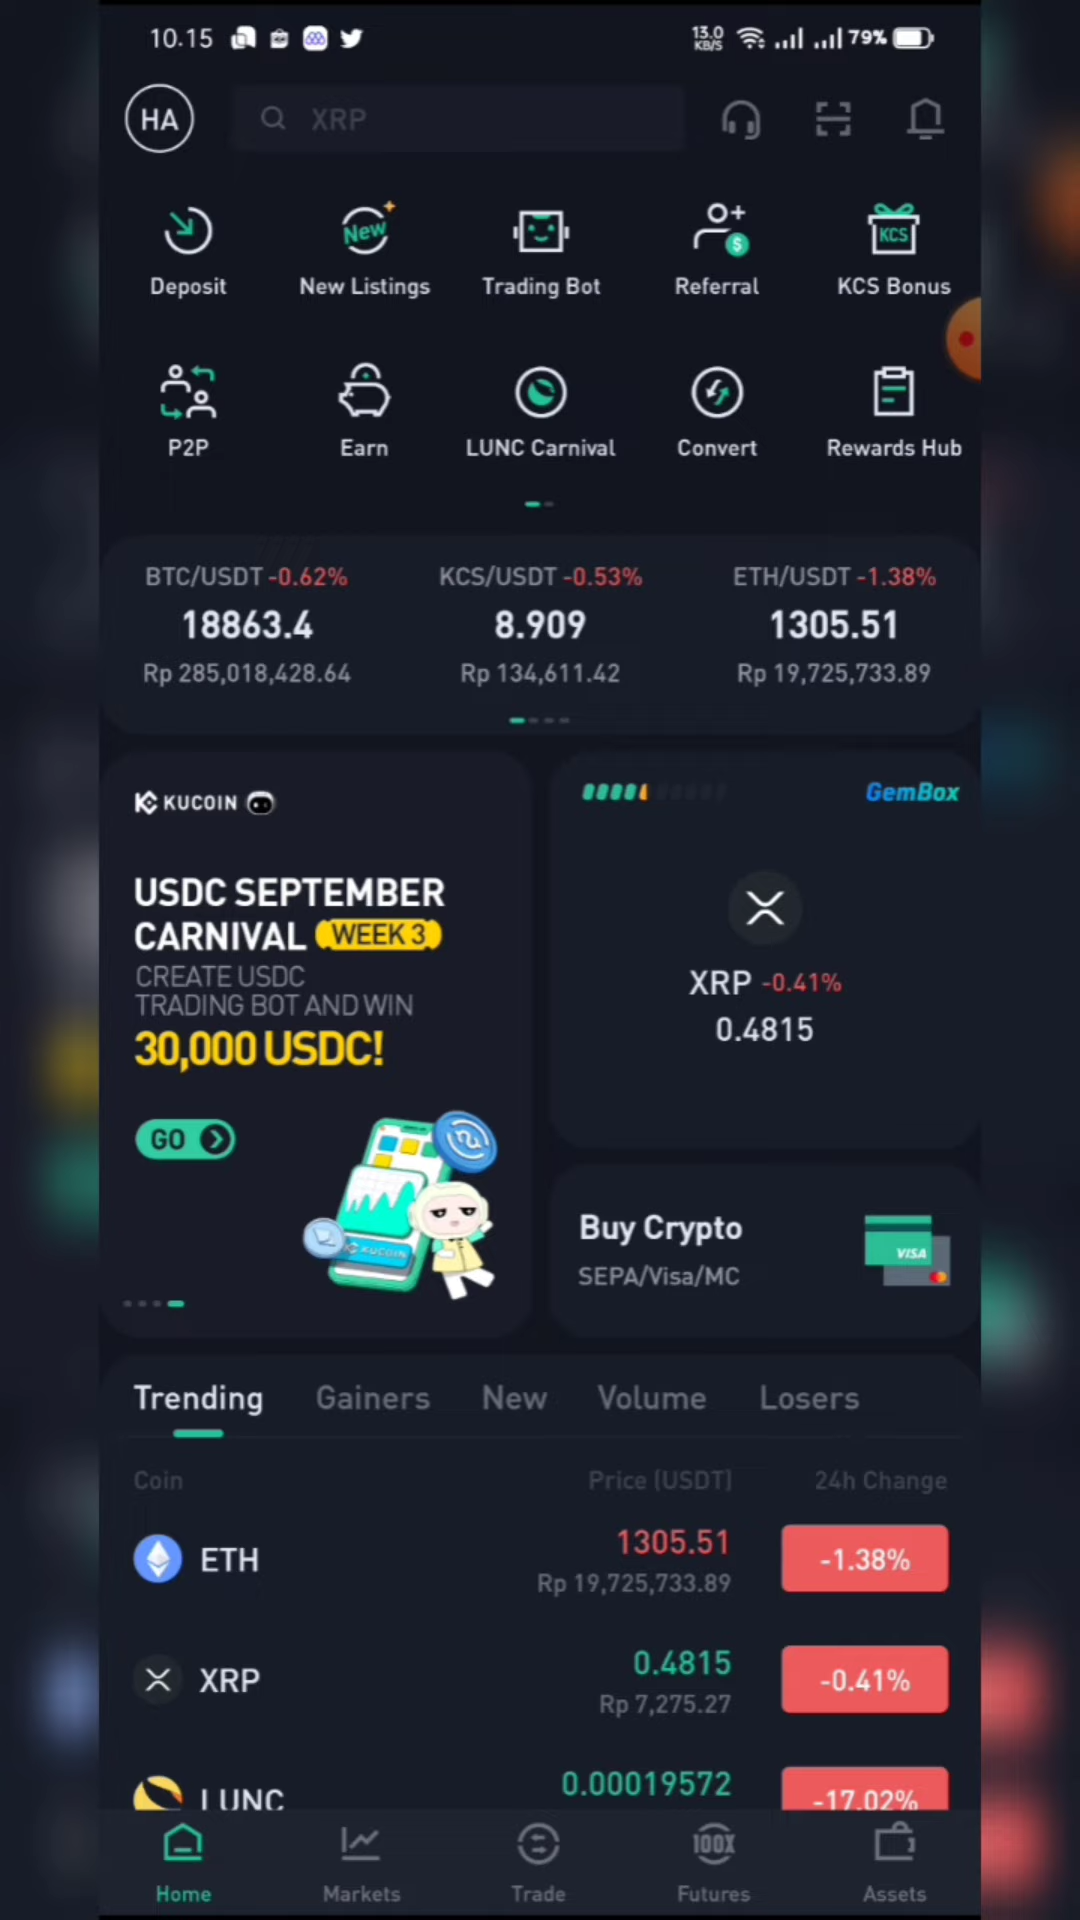 10.15 13.0 KB/S 79%
HA XRP
New KCS
Deposit New Listings Trading Bot Referral KCS Bonus
P2P Earn LUNC Carnival Convert Rewards Hub
BTC/USDT -0.62% KCS/USDT -0.53% ETH/USDT -1.38%
18863.4 8.909 1305.51
Rp 285,018,428.64 Rp 134,611.42 Rp 19,725,733.89
KUCOIN
USDC SEPTEMBER
CARNIVAL WEEK 3
CREATE USDC
TRADING BOT AND WIN
30,000 USDC!
GO
KUCOIN
GemBox
XRP -0.41%
0.4815
Buy Crypto
SEPA/Visa/MC
VISA
Trending Gainers New Volume Losers
Coin Price (USDT) 24h Change
ETH 1305.51 -1.38%
Rp 19,725,733.89
XRP 0.4815 -0.41%
Rp 7,275.27
LUNC 0.00019572 -17.02%
100X
Home Markets Trade Futures Assets